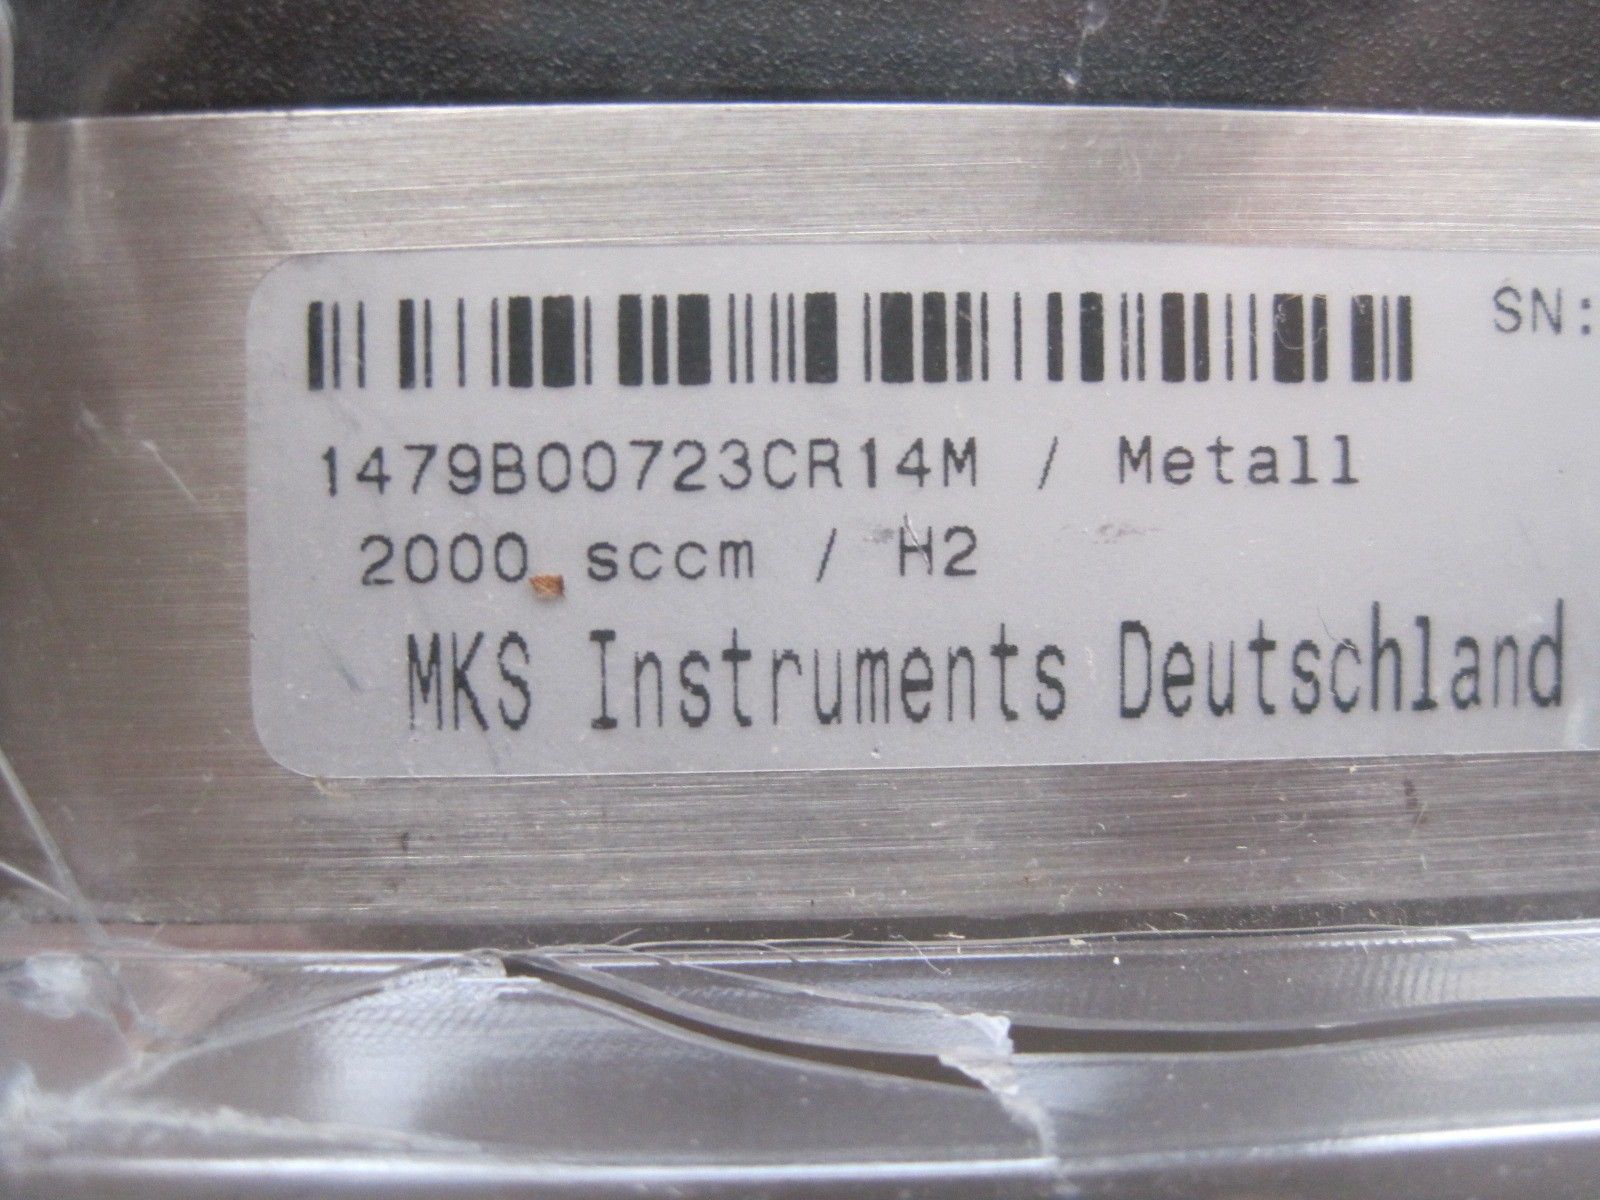 SN:
1479B00723CR14M / Metall
2000 sccm / H2
MKS Instruments Deutschland